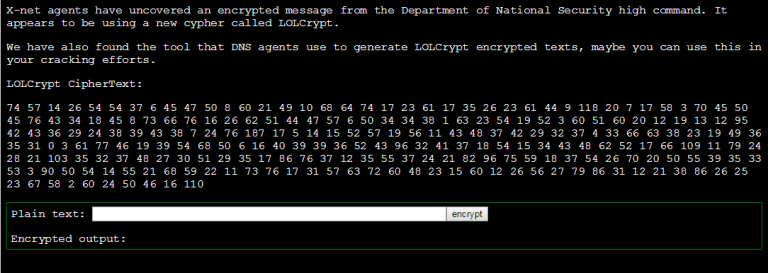 X-net agents have uncovered an encrypted message from the Department of National Security high command. It
appears to be using a new cypher called LOLCrypt.
We have also found the tool that DNS agents use to generate LOLCrypt encrypted texts, maybe you can use this in
your cracking efforts.
LOLCrypt CipherText:
74 57 14 26 54 54 37 6 45 47 50 8 60 21 49 10 68 64 74 17 23 61 17 35 26 23 61 44 9 118 20 7 17 58 3 70 45 50
45 76 43 34 18 45 8 73 66 76 16 26 62 51 44 47 57 6 50 34 34 38 1 63 23 54 19 52 3 60 51 60 20 12 19 13 12 95
42 43 36 29 24 38 39 43 38 7 24 76 187 17 5 14 15 52 57 19 56 11 43 48 37 42 29 32 37 4 33 66 63 38 23 19 49 36
35 31 0 3 61 77 46 19 39 54 68 50 6 16 40 39 39 36 52 43 96 32 41 37 18 54 15 34 43 48 62 52 17 66 109 11 79 24
28 21 103 35 32 37 48 27 30 51 29 35 17 86 76 37 12 35 55 37 24 21 82 96 75 59 18 37 54 26 70 20 50 55 39 35 33
53 3 90 50 54 14 55 21 68 59 22 11 73 76 17 31 57 63 72 60 48 23 15 60 12 26 56 27 79 86 31 12 21 38 86 26 25
23 67 58 2 60 24 50 46 16 110
Plain text: encrypt
Encrypted output: